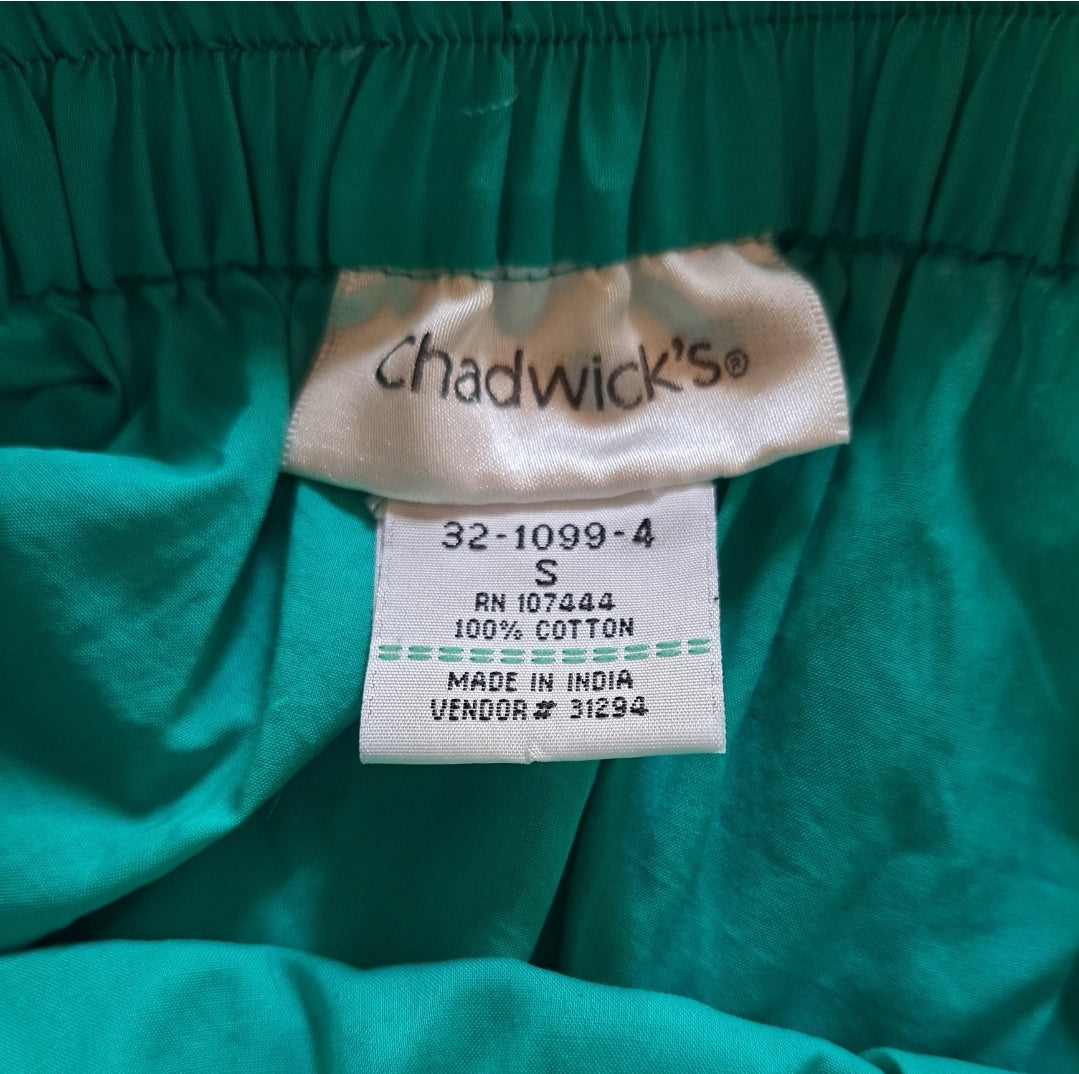 Chadwick's®
32-1099-4
S
RN 107444
100% COTTON
MADE IN INDIA
VENDOR# 31294